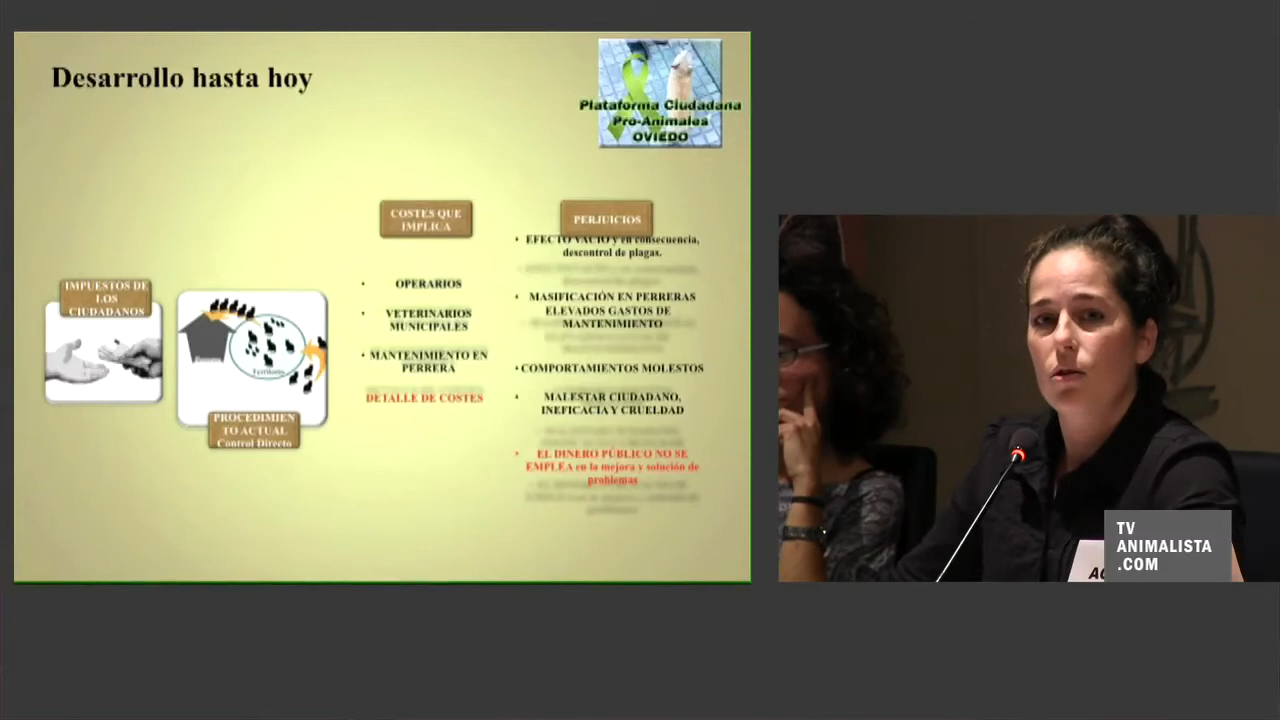 Desarrollo hasta hoy
Plataforma Ciudadana
Pro-Animales
OVIEDO
IMPUESTOS DE
LOS
CIUDADANOS
Territorio
PROCEDIMIEN
TO ACTUAL
Control Directo
COSTES QUE
IMPLICA
• OPERARIOS
• VETERINARIOS
MUNICIPALES
• MANTENIMIENTO EN
PERRERA
DETALLE DE COSTES
PERJUICIOS
• EFECTO VACIO y en consecuencia,
descontrol de plagas.
• MASIFICACIÓN EN PERRERAS
ELEVADOS GASTOS DE
MANTENIMIENTO
• COMPORTAMIENTOS MOLESTOS
• MALESTAR CIUDADANO,
INEFICACIA Y CRUELDAD
• EL DINERO PÚBLICO NO SE
EMPLEA en la mejora y solución de
problemas
TV
ANIMALISTA
.COM